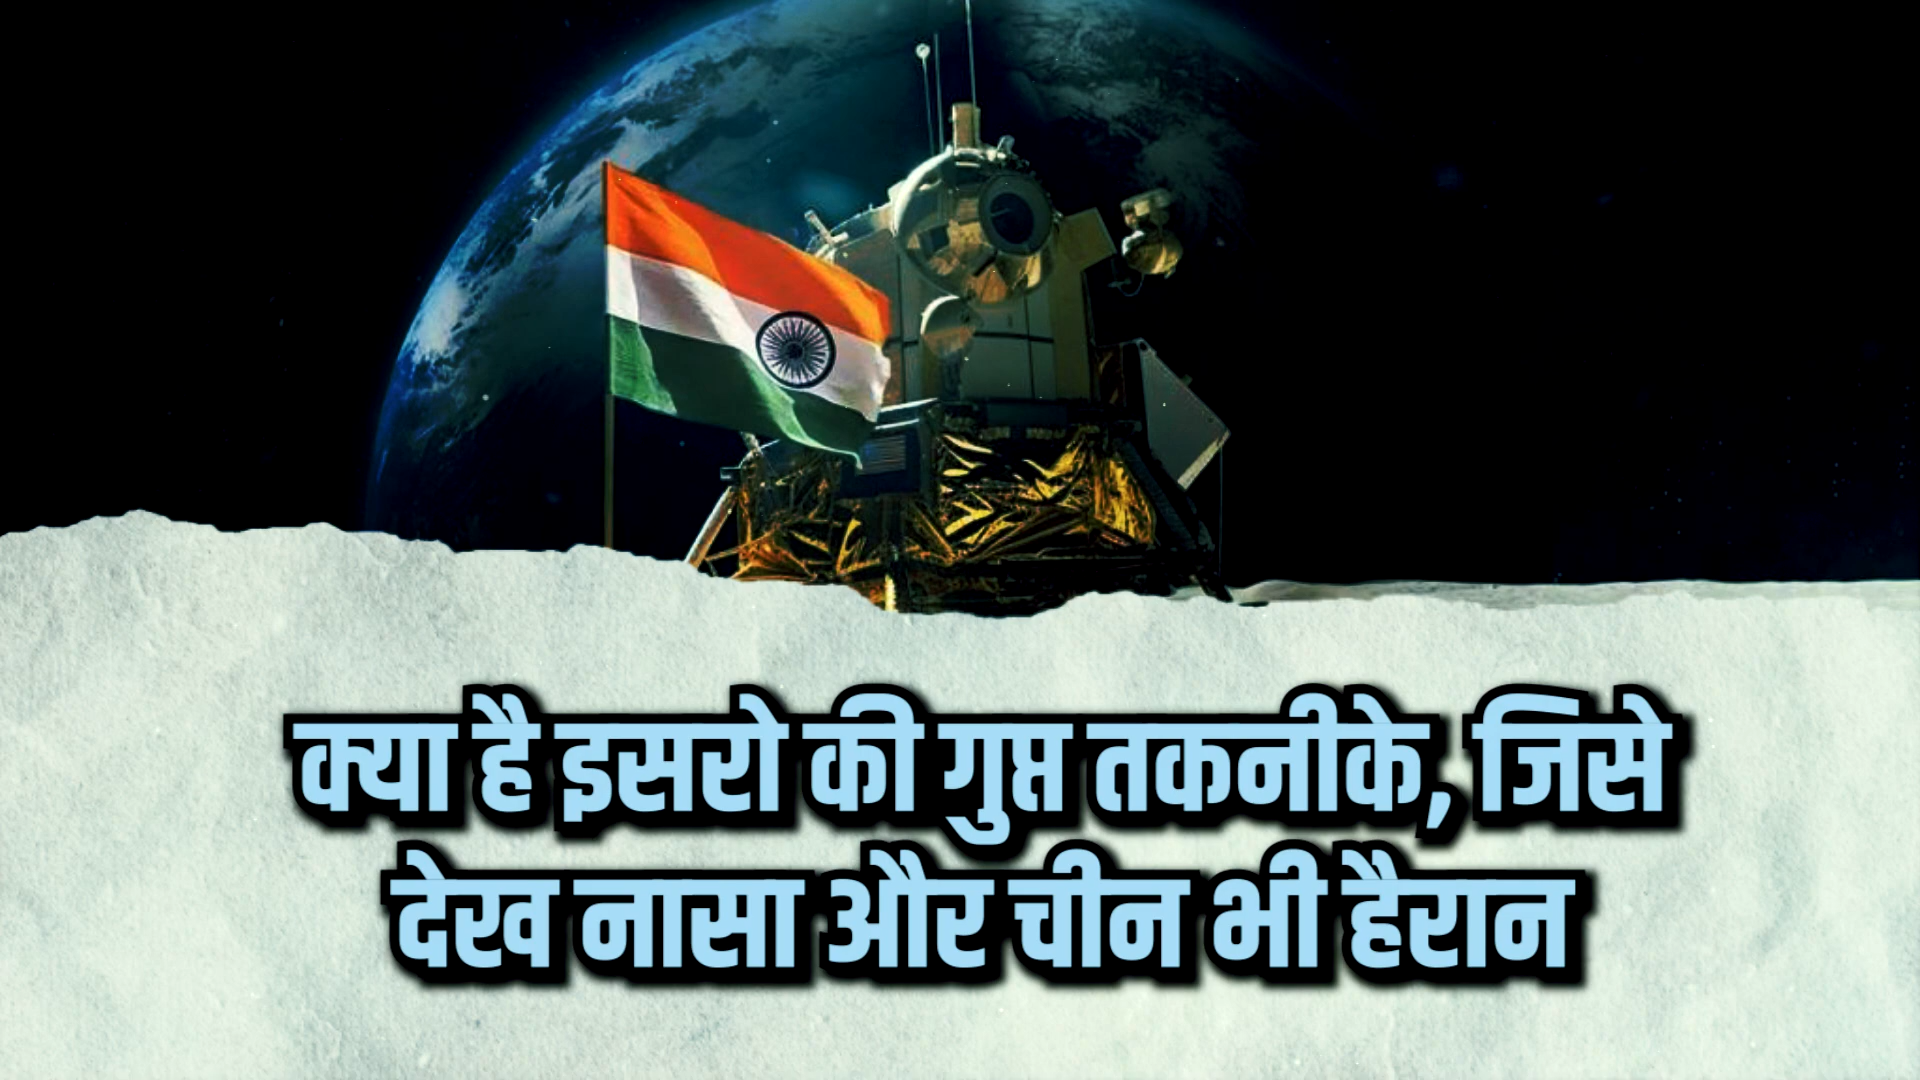 क्या है इसरो की गुप्त तकनीके, जिसे
देख नासा और चीन भी हैरान